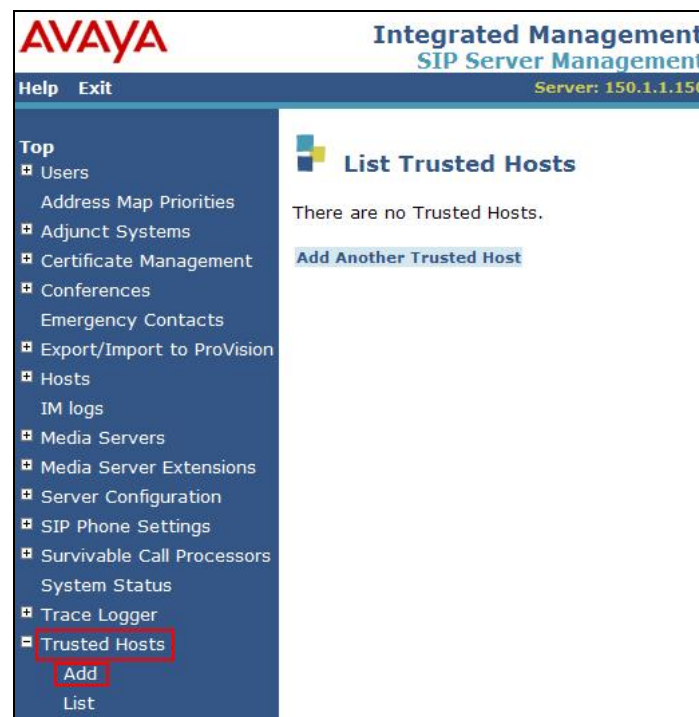 AVAYA
Integrated Management
SIP Server Management
Help Exit
Server: 150.1.1.150
Top
Users
Address Map Priorities
Adjunct Systems
Certificate Management
Conferences
Emergency Contacts
Export/Import to ProVision
Hosts
IM logs
Media Servers
Media Server Extensions
Server Configuration
SIP Phone Settings
Survivable Call Processors
System Status
Trace Logger
Trusted Hosts
Add
List
List Trusted Hosts
There are no Trusted Hosts.
Add Another Trusted Host